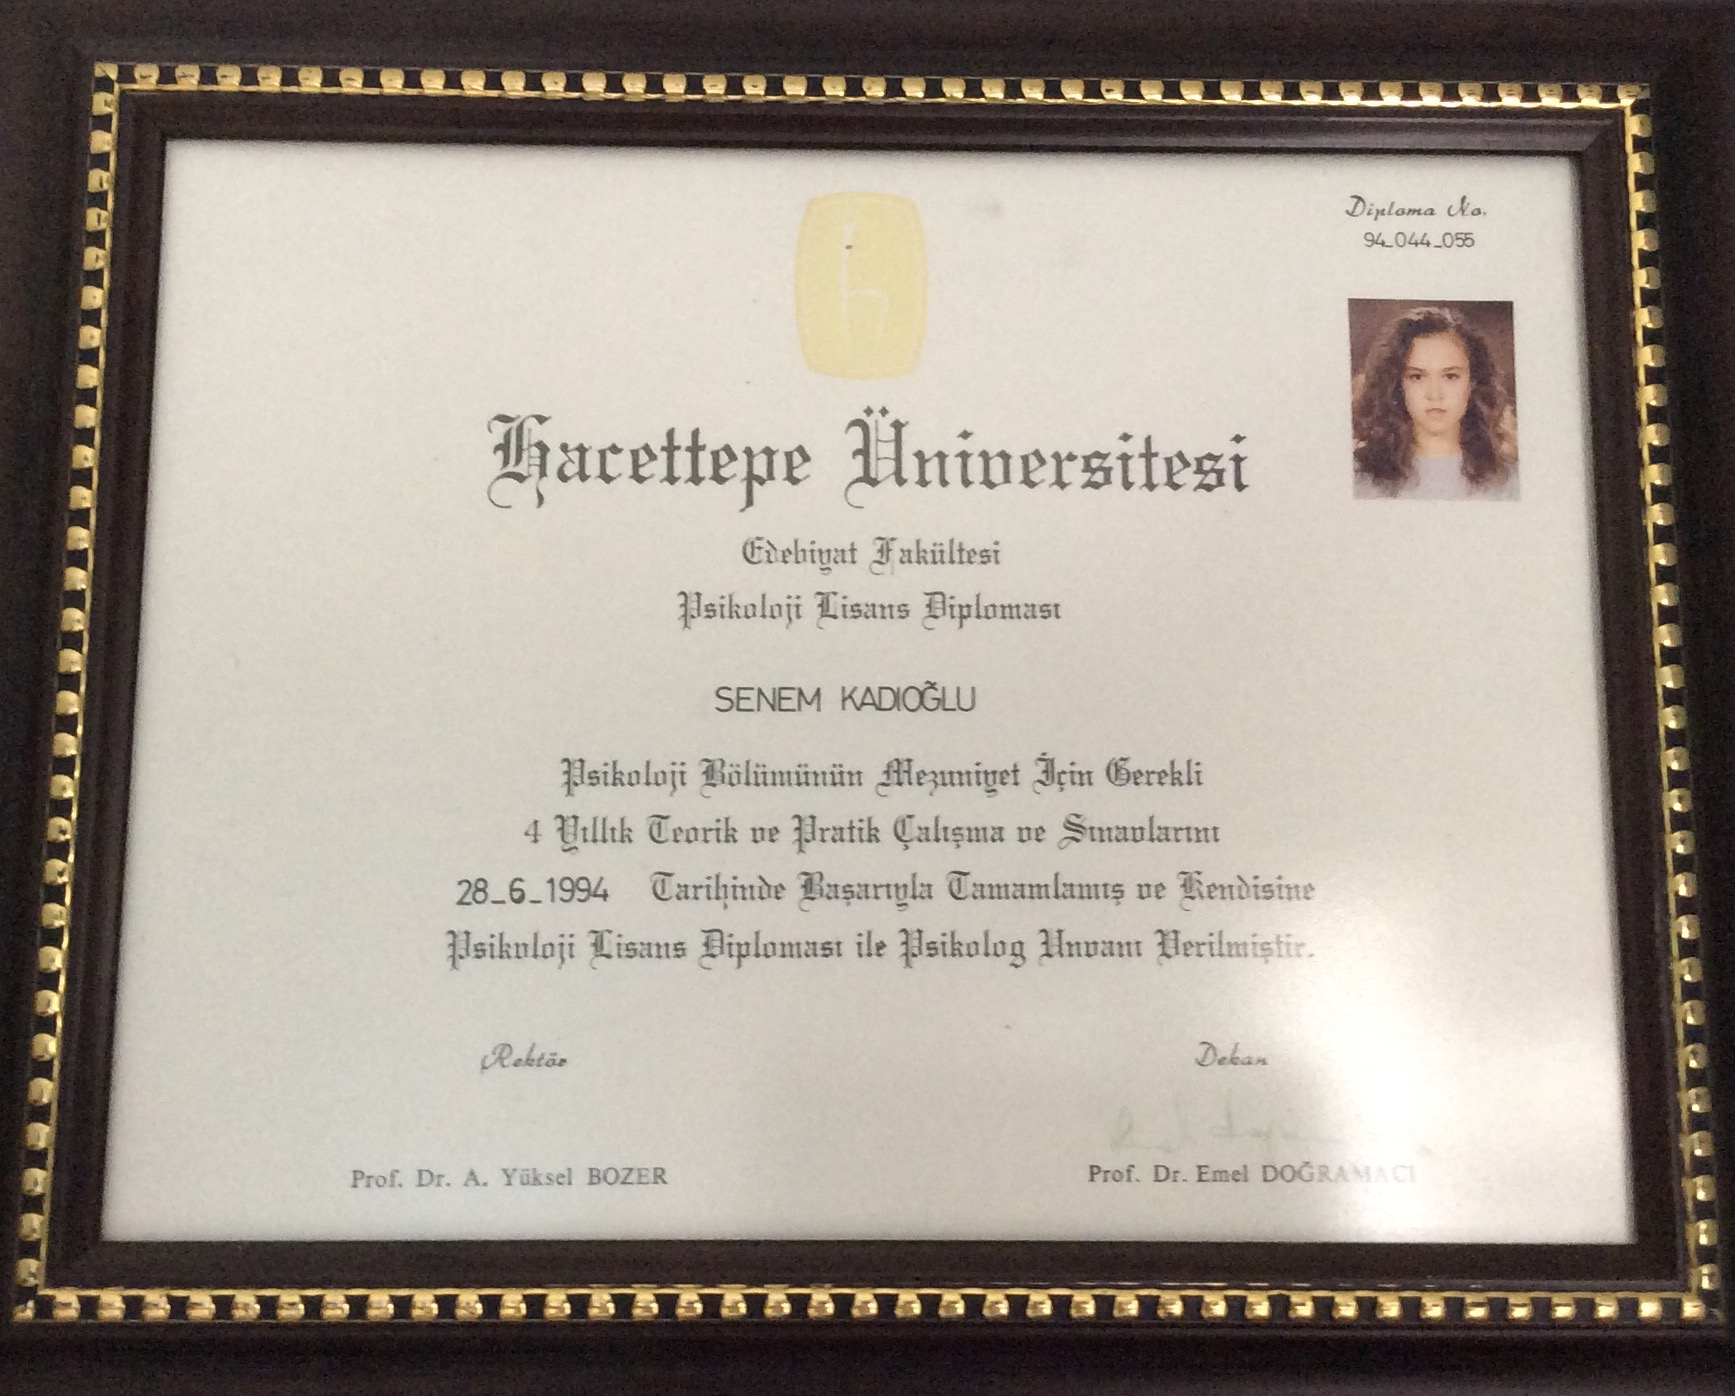 Diploma No.
94_044_055
Hacettepe Üniversitesi
Edebiyat Fakültesi
Psikoloji Lisans Diploması
SENEM KADIOĞLU
Psikoloji Bölümünün Mezuniyet İçin Gerekli
4 Yıllık Teorik ve Pratik Çalışma ve Sınavlarını
28_6_1994 Tarihinde Başarıyla Tamamlamış ve Kendisine
Psikoloji Lisans Diploması ile Psikolog Unvanı Verilmiştir.
Rektör
Dekan
Prof. Dr. A. Yüksel BOZER
Prof. Dr. Emel DOĞRAMACI